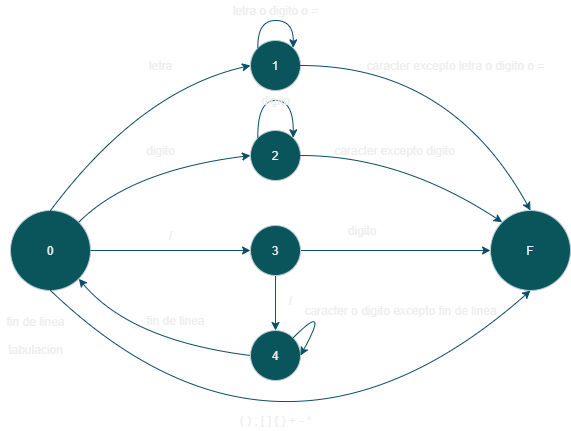 letra o digito o =
letra
1
caracter excepto letra o digito o =
digito
digito
2
caracter excepto digito
0
/
3
digito
F
/
caracter o digito excepto fin de linea
fin de linea
fin de linea
4
tabulacion
( ) ; [ ] { } + - *